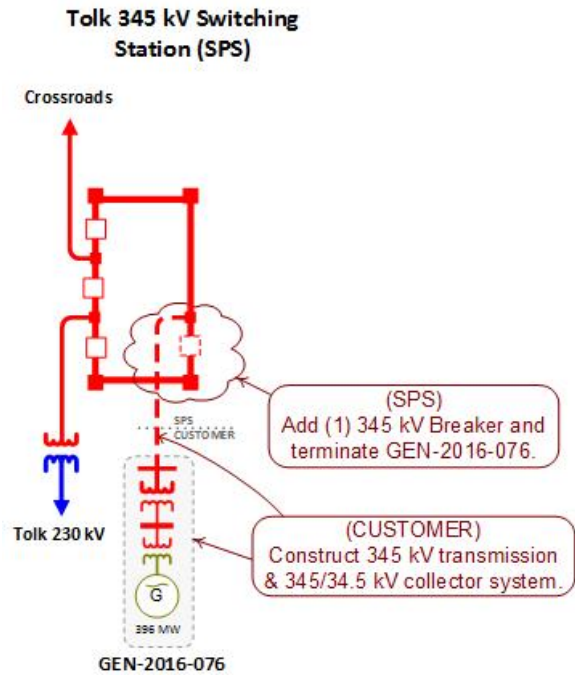 Tolk 345 kV Switching
Station (SPS)
Crossroads
(SPS)
Add (1) 345 kV Breaker and
terminate GEN-2016-076.
SPS
CUSTOMER
Tolk 230 kV
(CUSTOMER)
Construct 345 kV transmission
& 345/34.5 kV collector system.
G
396 MW
GEN-2016-076